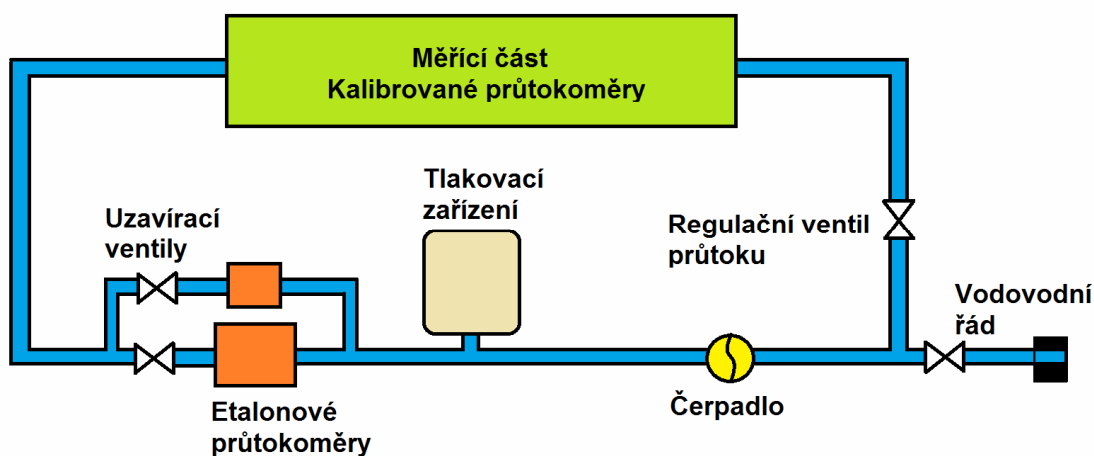 Měřící část
Kalibrované průtokoměry
Tlakovací
zařízení
Uzavírací
ventily
Regulační ventil
průtoku
Vodovodní
řád
Čerpadlo
Etalonové
průtokoměry